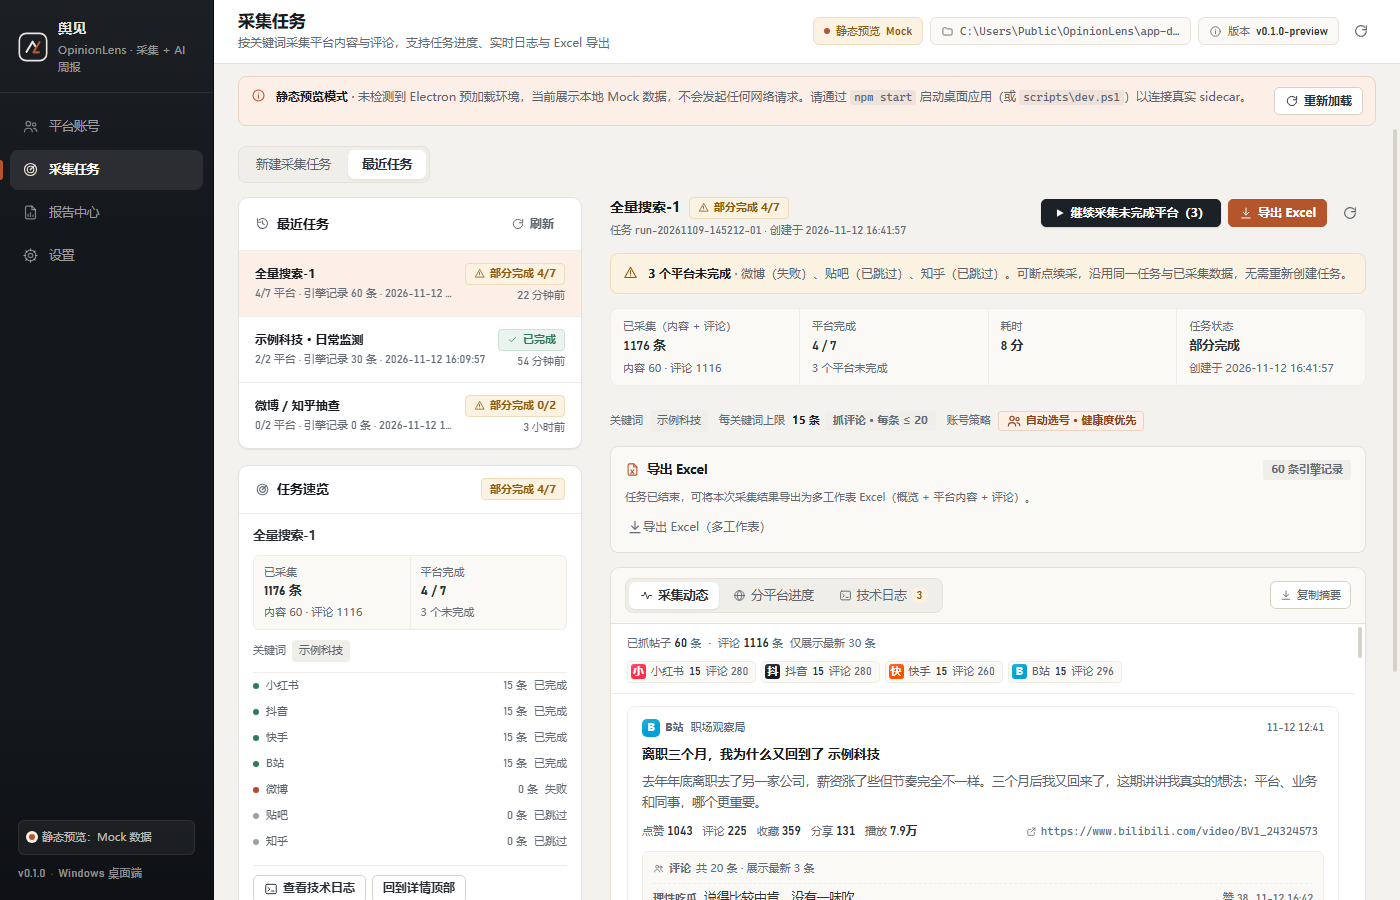 舆见
OpinionLens · 采集 + AI
周报
平台账号
采集任务
报告中心
设置
静态预览：Mock 数据
v0.1.0 · Windows 桌面端
采集任务
按关键词采集平台内容与评论，支持任务进度、实时日志与 Excel 导出
静态预览 Mock
C:\Users\Public\OpinionLens\app-d…
版本 v0.1.0-preview
静态预览模式 · 未检测到 Electron 预加载环境，当前展示本地 Mock 数据，不会发起任何网络请求。请通过 npm start 启动桌面应用（或 scripts\dev.ps1）以连接真实 sidecar。
重新加载
新建采集任务
最近任务
最近任务
刷新
全量搜索-1
部分完成 4/7
4/7 平台 · 引擎记录 60 条 · 2026-11-12 …
22 分钟前
示例科技 • 日常监测
已完成
2/2 平台 · 引擎记录 30 条 · 2026-11-12 16:09:57
54 分钟前
微博 / 知乎抽查
部分完成 0/2
0/2 平台 · 引擎记录 0 条 · 2026-11-12 1…
3 小时前
任务速览
部分完成 4/7
全量搜索-1
已采集
1176 条
内容 60 · 评论 1116
平台完成
4 / 7
3 个未完成
关键词 示例科技
小红书 15 条 已完成
抖音 15 条 已完成
快手 15 条 已完成
B站 15 条 已完成
微博 0 条 失败
贴吧 0 条 已跳过
知乎 0 条 已跳过
查看技术日志
回到详情顶部
全量搜索-1
部分完成 4/7
任务 run-20261109-145212-01 · 创建于 2026-11-12 16:41:57
继续采集未完成平台（3）
导出 Excel
3 个平台未完成 · 微博（失败）、贴吧（已跳过）、知乎（已跳过）。可断点续采，沿用同一任务与已采集数据，无需重新创建任务。
已采集（内容 + 评论）
1176 条
内容 60 · 评论 1116
平台完成
4 / 7
3 个平台未完成
耗时
8 分
任务状态
部分完成
创建于 2026-11-12 16:41:57
关键词 示例科技 每关键词上限 15 条 抓评论 • 每条 ≤ 20 账号策略 自动选号 • 健康度优先
导出 Excel
60 条引擎记录
任务已结束，可将本次采集结果导出为多工作表 Excel（概览 + 平台内容 + 评论）。
导出 Excel（多工作表）
采集动态
分平台进度
技术日志 3
复制摘要
已抓帖子 60 条 · 评论 1116 条 仅展示最新 30 条
小 小红书 15 评论 280
抖 抖音 15 评论 280
快 快手 15 评论 260
B B站 15 评论 296
B B站 职场观察局
11-12 12:41
离职三个月，我为什么又回到了 示例科技
去年年底离职去了另一家公司，薪资涨了些但节奏完全不一样。三个月后我又回来了，这期讲讲我真实的想法：平台、业务
和同事，哪个更重要。
点赞 1043 评论 225 收藏 359 分享 131 播放 7.9万
https://www.bilibili.com/video/BV1_24324573
评论 共 20 条 · 展示最新 3 条
理性吃瓜 说得比较中肯，没有一味吹
赞 38 11-12 16:42